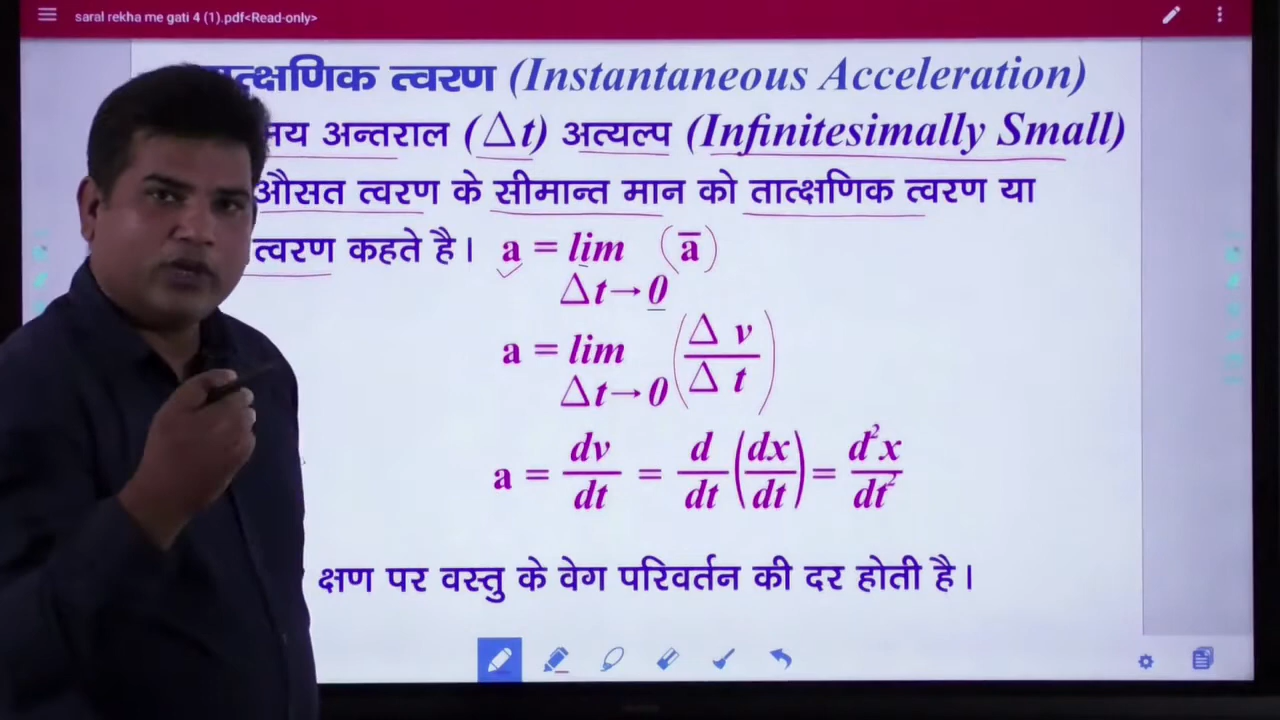 saral rekha me gati 4 (1).pdf<Read-only>
त्वरण (Instantaneous Acceleration)
अन्तराल (Δt) अत्यल्प (Infinitesimally Small)
औसत त्वरण के सीमान्त मान को तात्क्षणिक त्वरण या
त्वरण कहते है। a = lim (a̅)
Δt→0
a = lim (Δv/Δt)
Δt→0
a = dv/dt = d/dt (dx/dt) = d²x/dt²
क्षण पर वस्तु के वेग परिवर्तन की दर होती है।